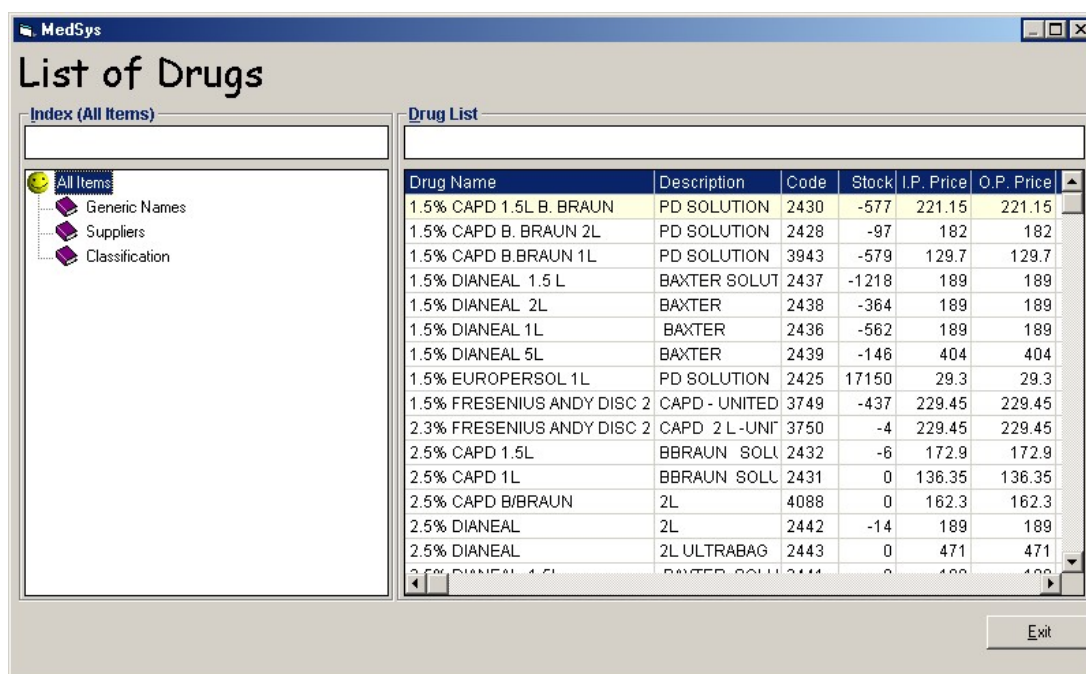 MedSys
List of Drugs
Index (All Items)
Drug List
All Items
Generic Names
Suppliers
Classification
Drug Name Description Code Stock I.P. Price O.P. Price
1.5% CAPD 1.5L B. BRAUN PD SOLUTION 2430 -577 221.15 221.15
1.5% CAPD B. BRAUN 2L PD SOLUTION 2428 -97 182 182
1.5% CAPD B.BRAUN 1L PD SOLUTION 3943 -579 129.7 129.7
1.5% DIANEAL 1.5 L BAXTER SOLUT 2437 -1218 189 189
1.5% DIANEAL 2L BAXTER 2438 -364 189 189
1.5% DIANEAL 1L BAXTER 2436 -562 189 189
1.5% DIANEAL 5L BAXTER 2439 -146 404 404
1.5% EUROPERSOL 1L PD SOLUTION 2425 17150 29.3 29.3
1.5% FRESENIUS ANDY DISC 2 CAPD - UNITED 3749 -437 229.45 229.45
2.3% FRESENIUS ANDY DISC 2 CAPD 2 L -UNI 3750 -4 229.45 229.45
2.5% CAPD 1.5L BBRAUN SOLU 2432 -6 172.9 172.9
2.5% CAPD 1L BBRAUN SOLU 2431 0 136.35 136.35
2.5% CAPD B/BRAUN 2L 4088 0 162.3 162.3
2.5% DIANEAL 2L 2442 -14 189 189
2.5% DIANEAL 2L ULTRABAG 2443 0 471 471
Exit